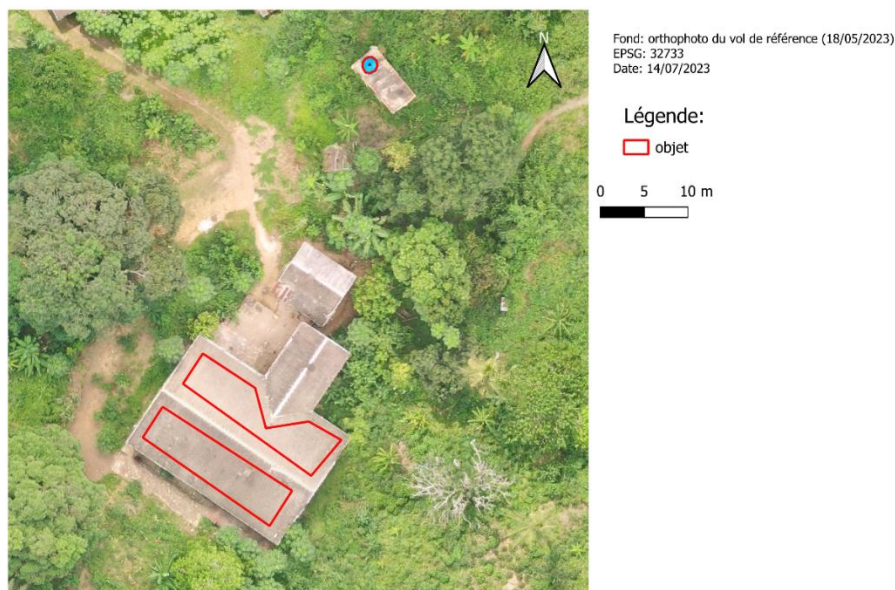 N
Fond: orthophoto du vol de référence (18/05/2023)
EPSG: 32733
Date: 14/07/2023
Légende:
objet
0 5 10 m